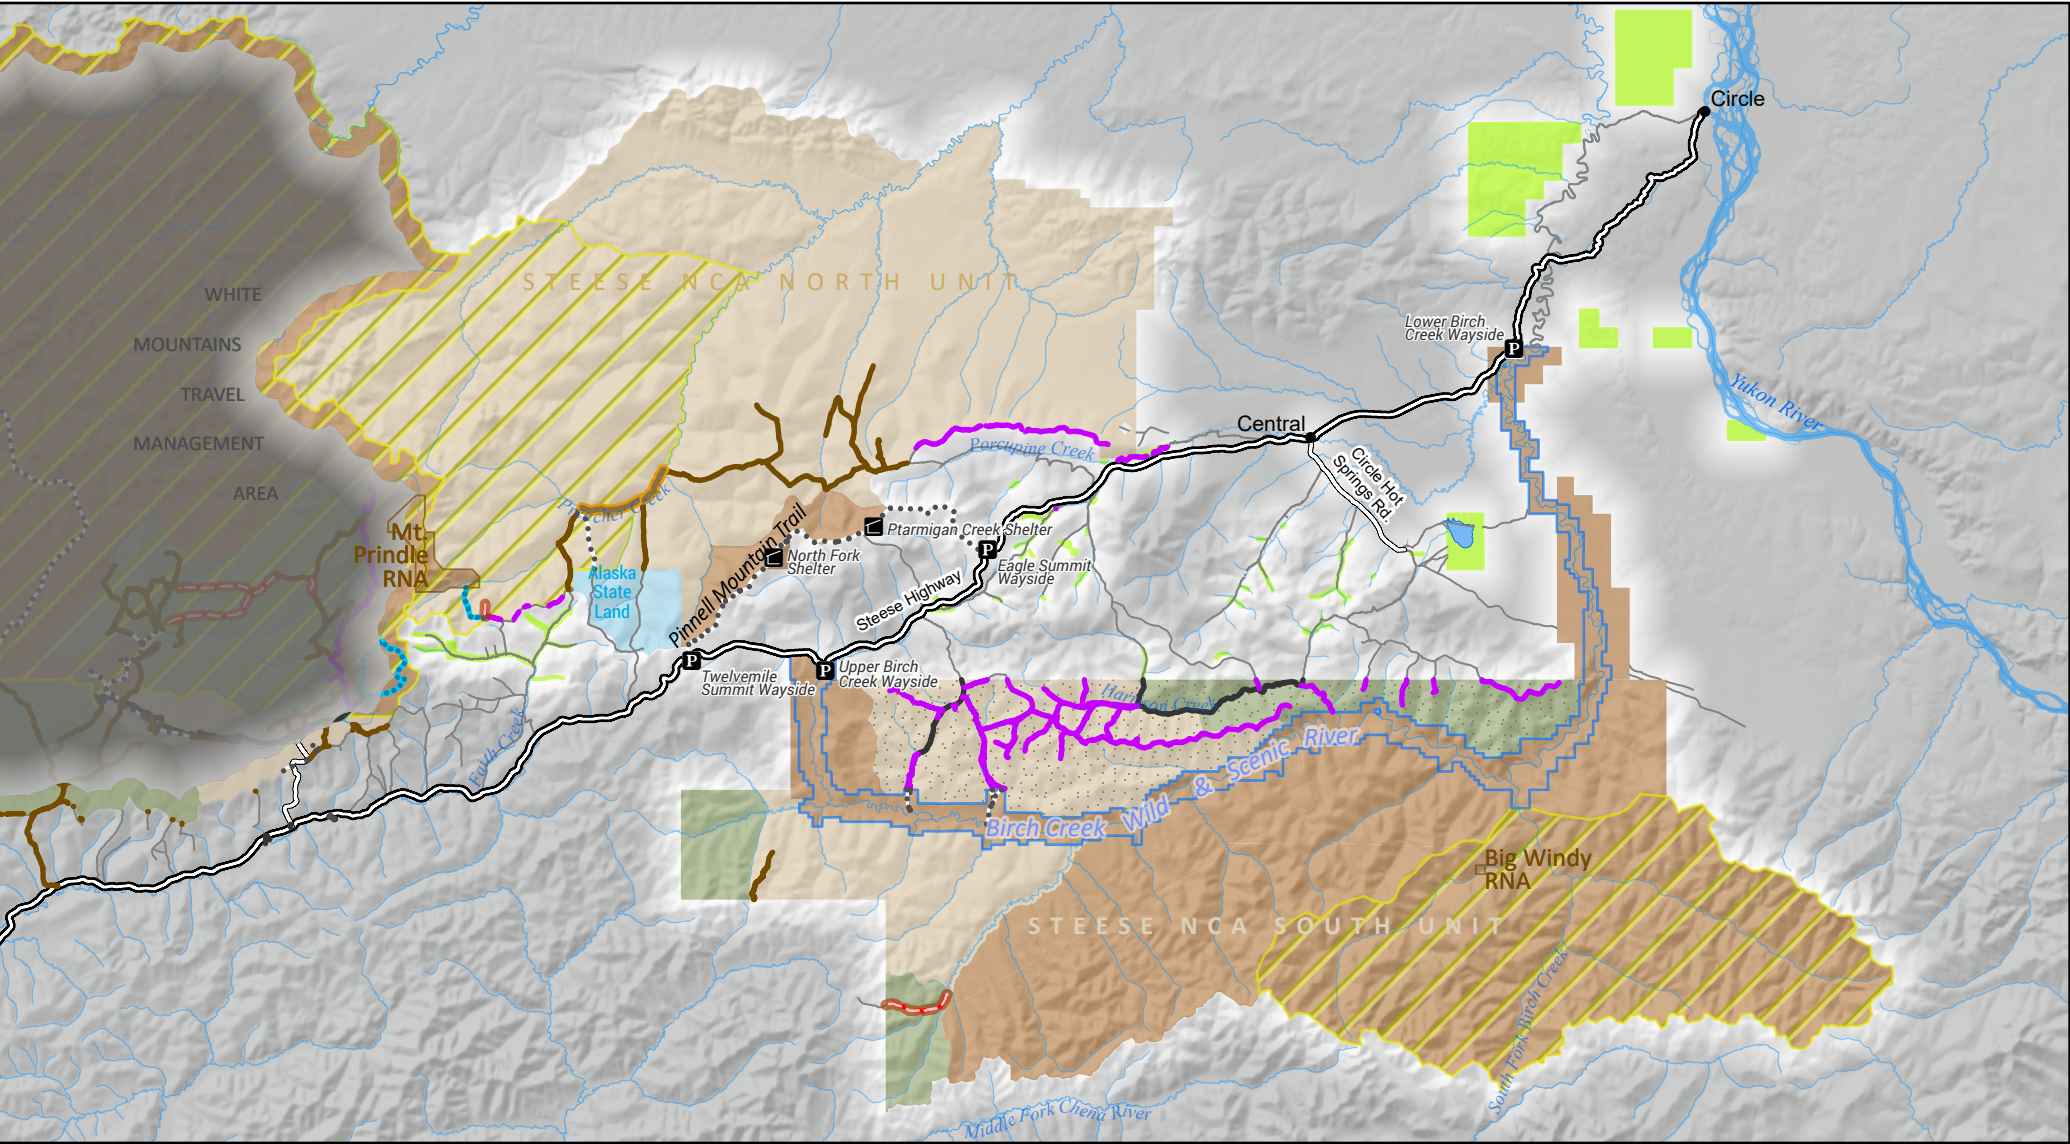 Circle
STEESE NCA NORTH UNIT
WHITE
MOUNTAINS
TRAVEL
MANAGEMENT
AREA
Lower Birch
Creek Wayside
P
Yukon River
Central
Circle Hot
Springs Rd.
Porcupine Creek
Mt.
Prindle
RNA
Pinnell Mountain Trail
Ptarmigan Creek Shelter
North Fork
Shelter
P
Eagle Summit
Wayside
Alaska
State
Land
Steese Highway
P
Twelvemile
Summit Wayside
P
Upper Birch
Creek Wayside
Faith Creek
Birch Creek Wild & Scenic River
Big Windy
RNA
STEESE NCA SOUTH UNIT
South Fork Birch Creek
Middle Fork Chena River